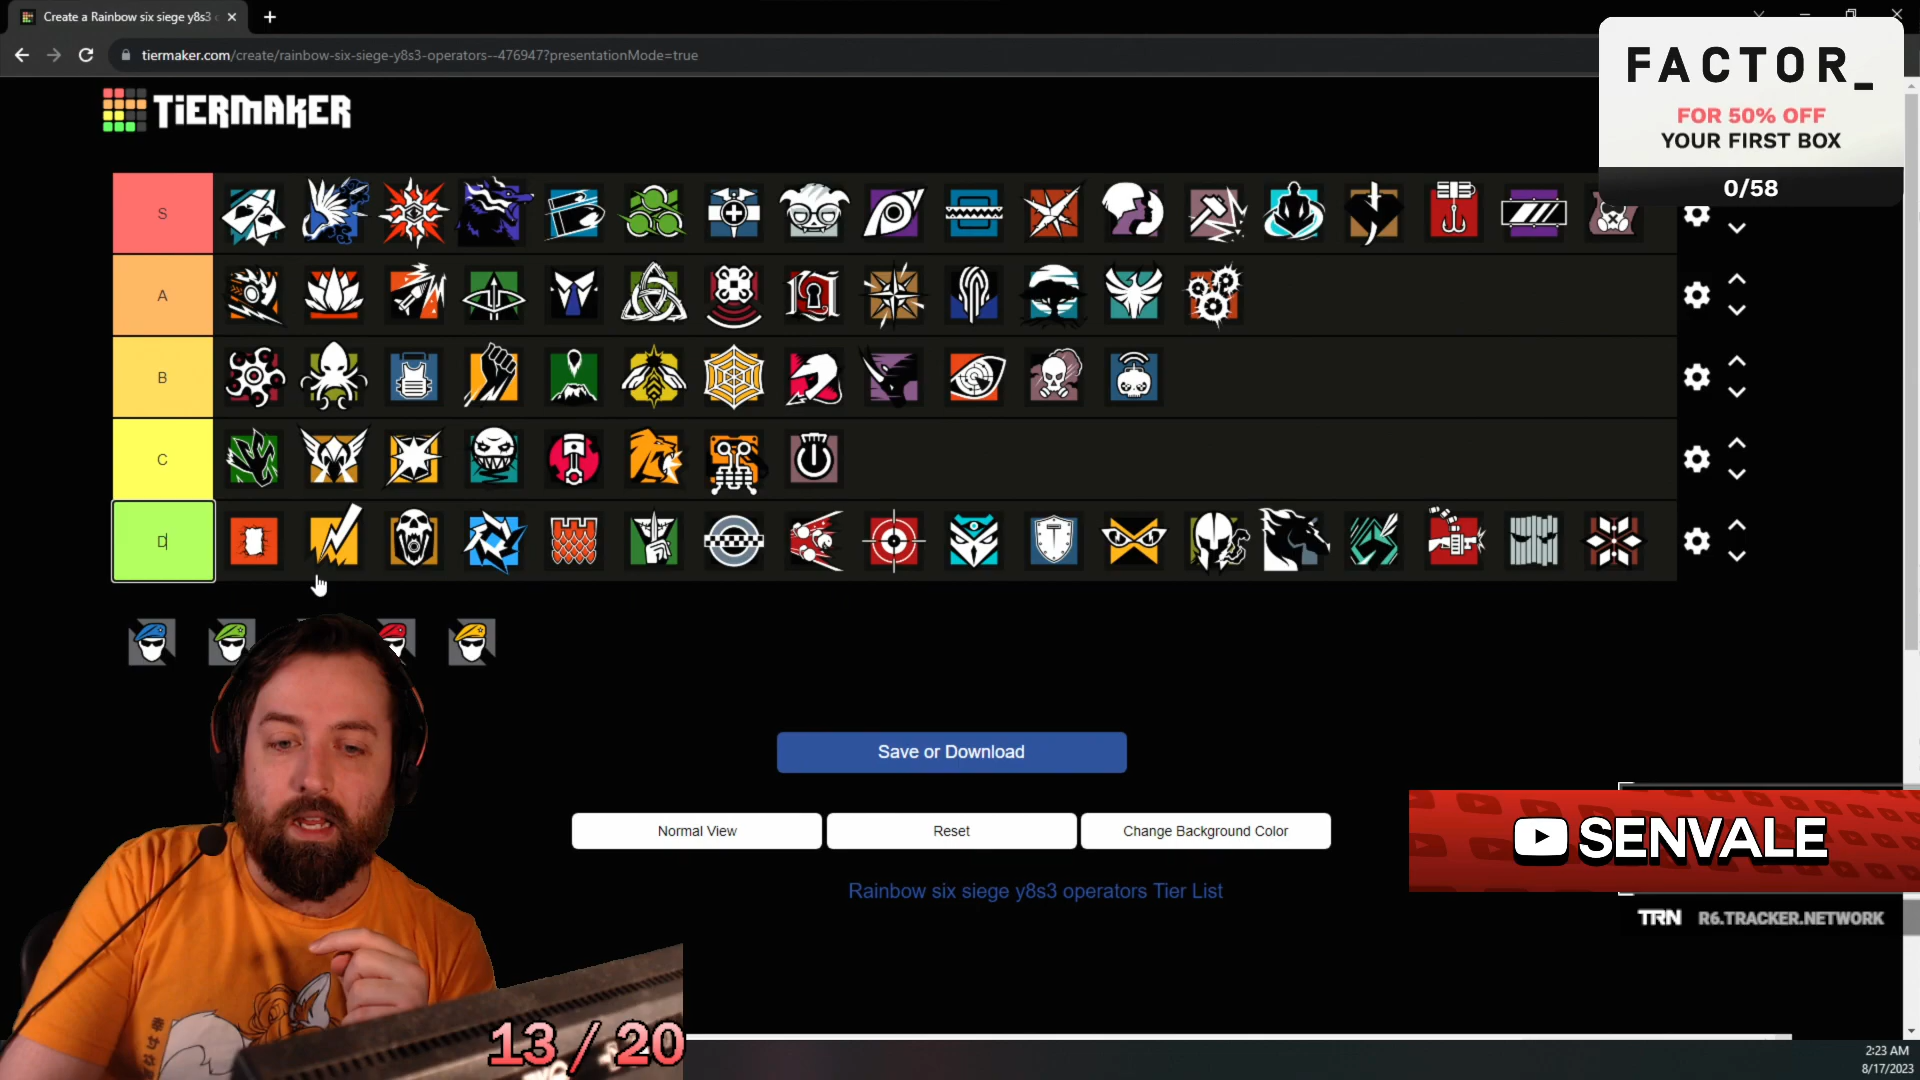 Create a Rainbow six siege y8s3
tiermaker.com/create/rainbow-six-siege-y8s3-operators--476947?presentationMode=true
FACTOR_
FOR 50% OFF
YOUR FIRST BOX
0/58
TiERMAKER
S
A
B
C
D
Save or Download
Normal View
Reset
Change Background Color
SENVALE
Rainbow six siege y8s3 operators Tier List
TRN R6.TRACKER.NETWORK
13 / 20
2:23 AM
8/17/2023